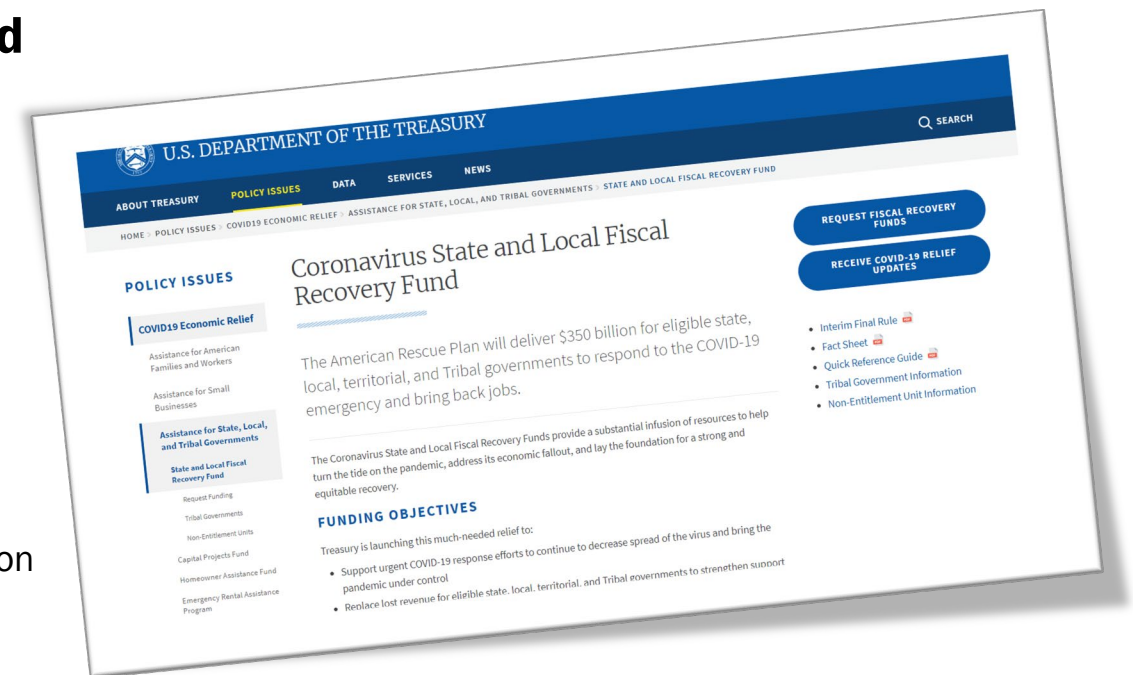 d
on
U.S. DEPARTMENT OF THE TREASURY
SEARCH
ABOUT TREASURY
POLICY ISSUES
DATA
SERVICES
NEWS
HOME > POLICY ISSUES > COVID19 ECONOMIC RELIEF > ASSISTANCE FOR STATE, LOCAL, AND TRIBAL GOVERNMENTS > STATE AND LOCAL FISCAL RECOVERY FUND
POLICY ISSUES
COVID19 Economic Relief
Assistance for American
Families and Workers
Assistance for Small
Businesses
Assistance for State, Local,
and Tribal Governments
State and Local Fiscal
Recovery Fund
Request Funding
Tribal Governments
Non-Entitlement Units
Capital Projects Fund
Homeowner Assistance Fund
Emergency Rental Assistance
Program
Coronavirus State and Local Fiscal
Recovery Fund
The American Rescue Plan will deliver $350 billion for eligible state,
local, territorial, and Tribal governments to respond to the COVID-19
emergency and bring back jobs.
The Coronavirus State and Local Fiscal Recovery Funds provide a substantial infusion of resources to help
turn the tide on the pandemic, address its economic fallout, and lay the foundation for a strong and
equitable recovery.
FUNDING OBJECTIVES
Treasury is launching this much-needed relief to:
• Support urgent COVID-19 response efforts to continue to decrease spread of the virus and bring the
pandemic under control
• Replace lost revenue for eligible state, local, territorial, and Tribal governments to strengthen support
REQUEST FISCAL RECOVERY
FUNDS
RECEIVE COVID-19 RELIEF
UPDATES
• Interim Final Rule
• Fact Sheet
• Quick Reference Guide
• Tribal Government Information
• Non-Entitlement Unit Information